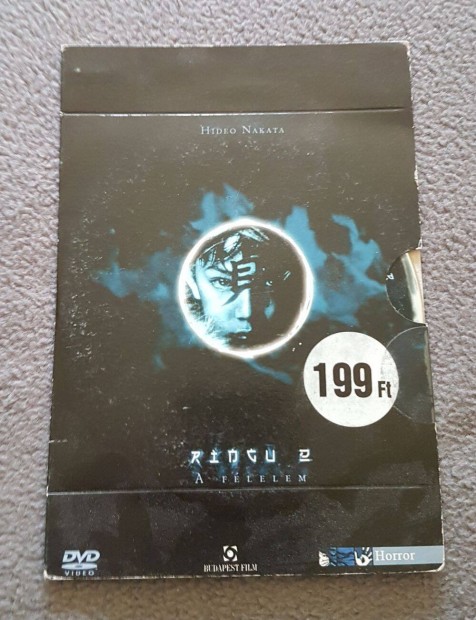 Hideo Nakata
199 Ft
RINGU 2
A FÉLELEM
DVD
VIDEO
BUDAPEST FILM
Horror